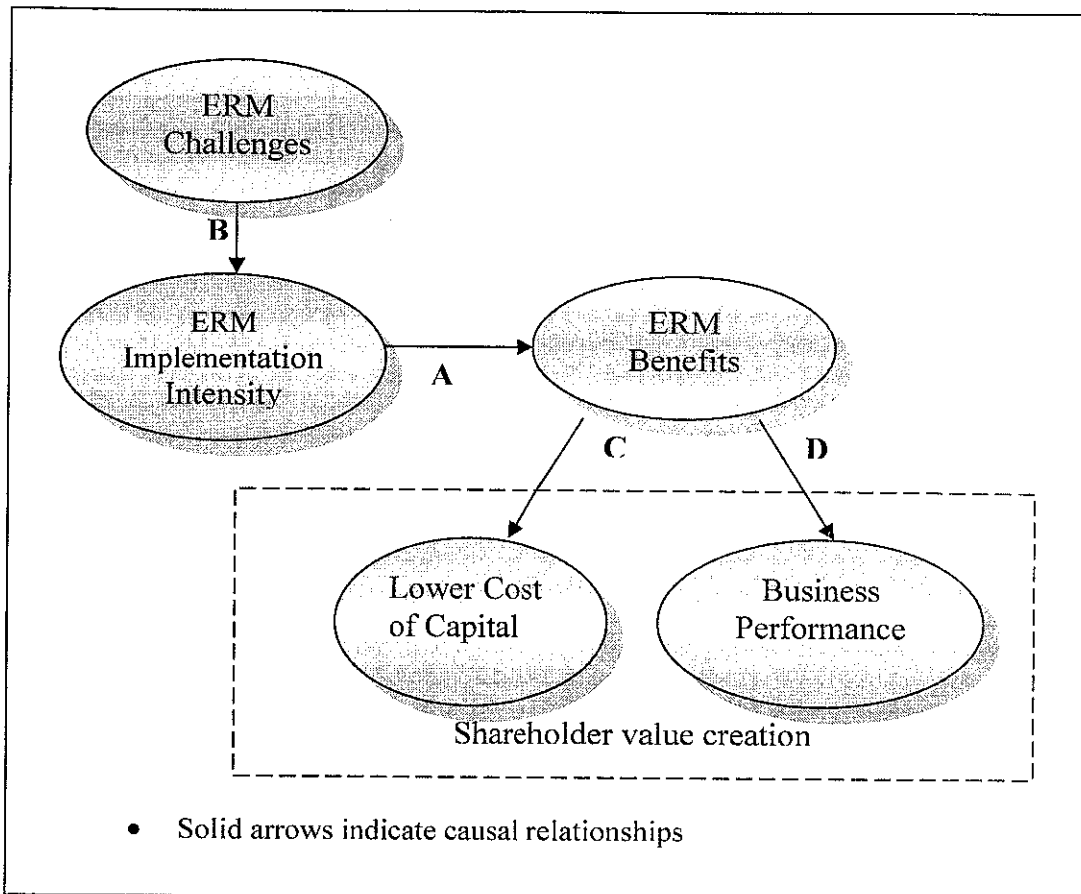 ERM
Challenges
B
ERM
Implementation
Intensity
A
ERM
Benefits
C
D
Lower Cost
of Capital
Business
Performance
Shareholder value creation
• Solid arrows indicate causal relationships